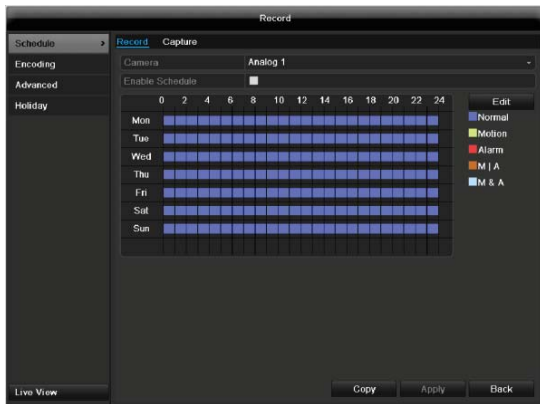 Record
Schedule >
Encoding
Advanced
Holiday
Live View
Record Capture
Camera Analog 1
Enable Schedule
0 2 4 6 8 10 12 14 16 18 20 22 24
Mon
Tue
Wed
Thu
Fri
Sat
Sun
Edit
Normal
Motion
Alarm
M | A
M & A
Copy Apply Back